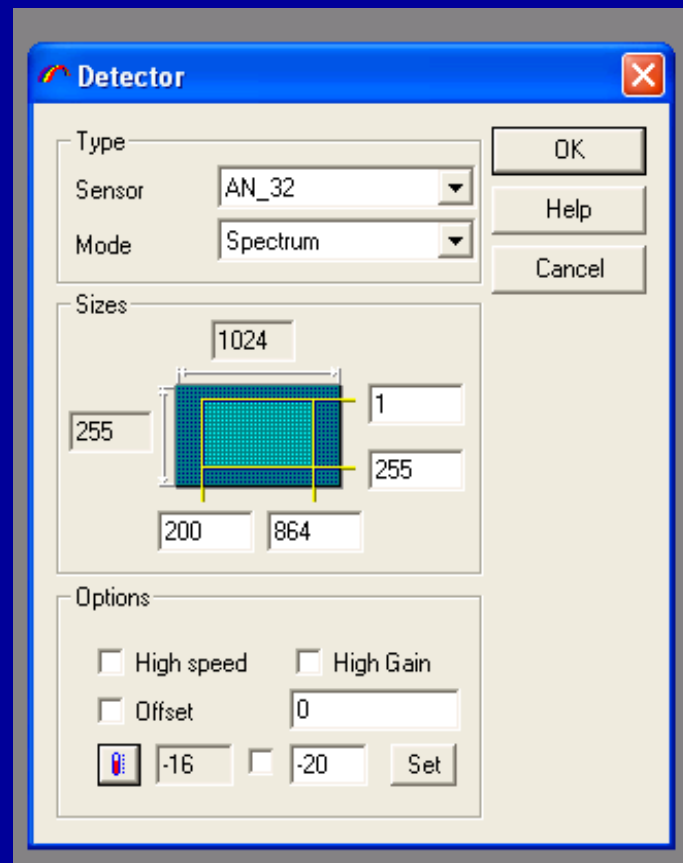 Detector
Type
OK
Sensor
AN_32
Help
Mode
Spectrum
Cancel
Sizes
1024
1
255
255
200
864
Options
High speed
High Gain
Offset
0
-16
-20
Set